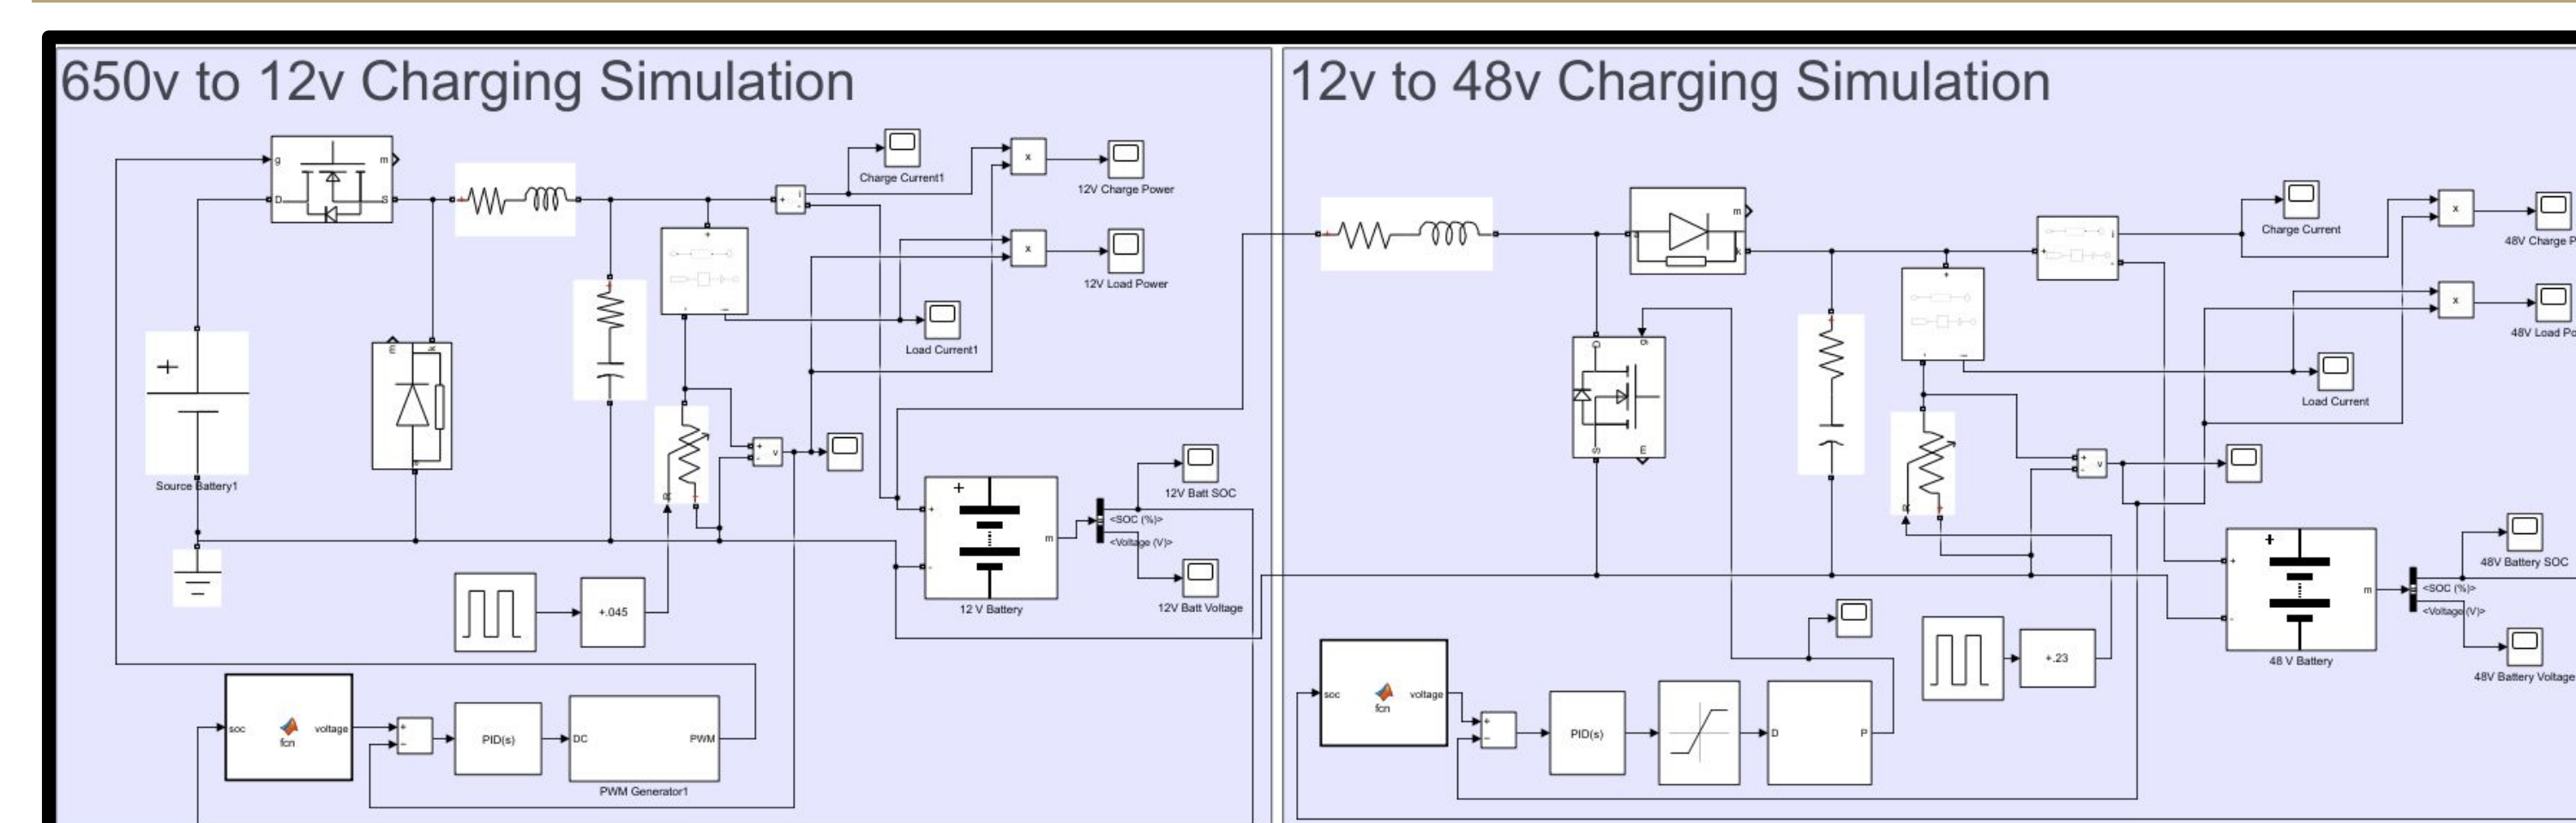 650v to 12v Charging Simulation
g
m
D
S
Charge Current1
x
12V Charge Power
+
i
-
x
12V Load Power
Load Current1
+
-
m
k
a
Source Battery1
R
+
-
v
+
-
m
12 V Battery
12V Batt SOC
<SOC (%)>
<Voltage (V)>
12V Batt Voltage
+.045
soc
fcn
voltage
+
−
PID(s)
DC
PWM
PWM Generator1
12v to 48v Charging Simulation
m
k
+
i
-
Charge Current
x
48V Charge P
x
48V Load Po
Load Current
D
g
S
m
R
+
-
v
+
-
m
48 V Battery
48V Battery SOC
<SOC (%)>
<Voltage (V)>
48V Battery Voltage
+.23
soc
fcn
voltage
+
−
PID(s)
D
P